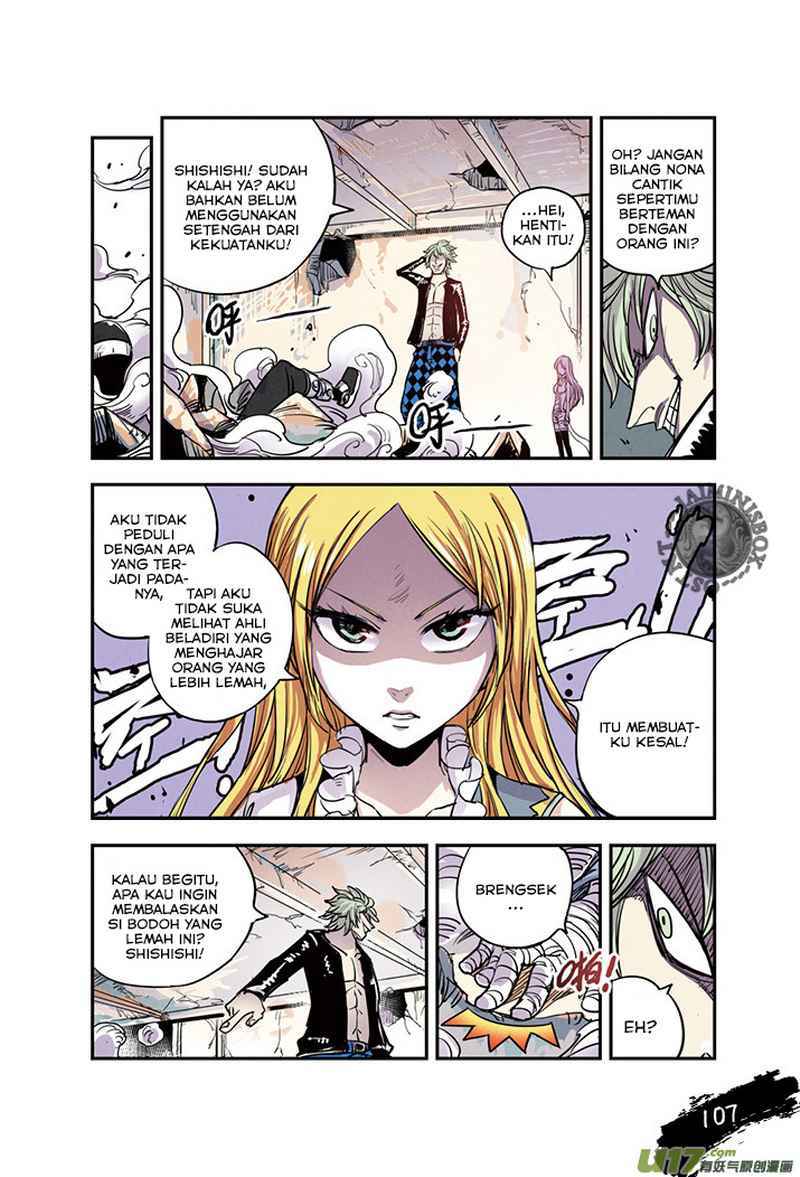 SHISHISHI! SUDAH
KALAH YA? AKU
BAHKAN BELUM
MENGGUNAKAN
SETENGAH DARI
KEKUATANKU!
...HEI,
HENTI-
KAN ITU!
呼
呼
OH? JANGAN
BILANG NONA
CANTIK
SEPERTIMU
BERTEMAN
DENGAN
ORANG INI?
AKU TIDAK
PEDULI
DENGAN APA
YANG TER-
JADI PADA-
NYA,
TAPI AKU
TIDAK SUKA
MELIHAT AHLI
BELADIRI YANG
MENGHAJAR
ORANG YANG
LEBIH LEMAH,
ITU MEMBUAT-
KU KESAL!
JAIMINISBOX
KALAU BEGITU,
APA KAU INGIN
MEMBALASKAN
SI BODOH YANG
LEMAH INI?
SHISHISHI!
BRENGSEK
...
啪!
EH?
107
U17.com
有妖气原创漫画